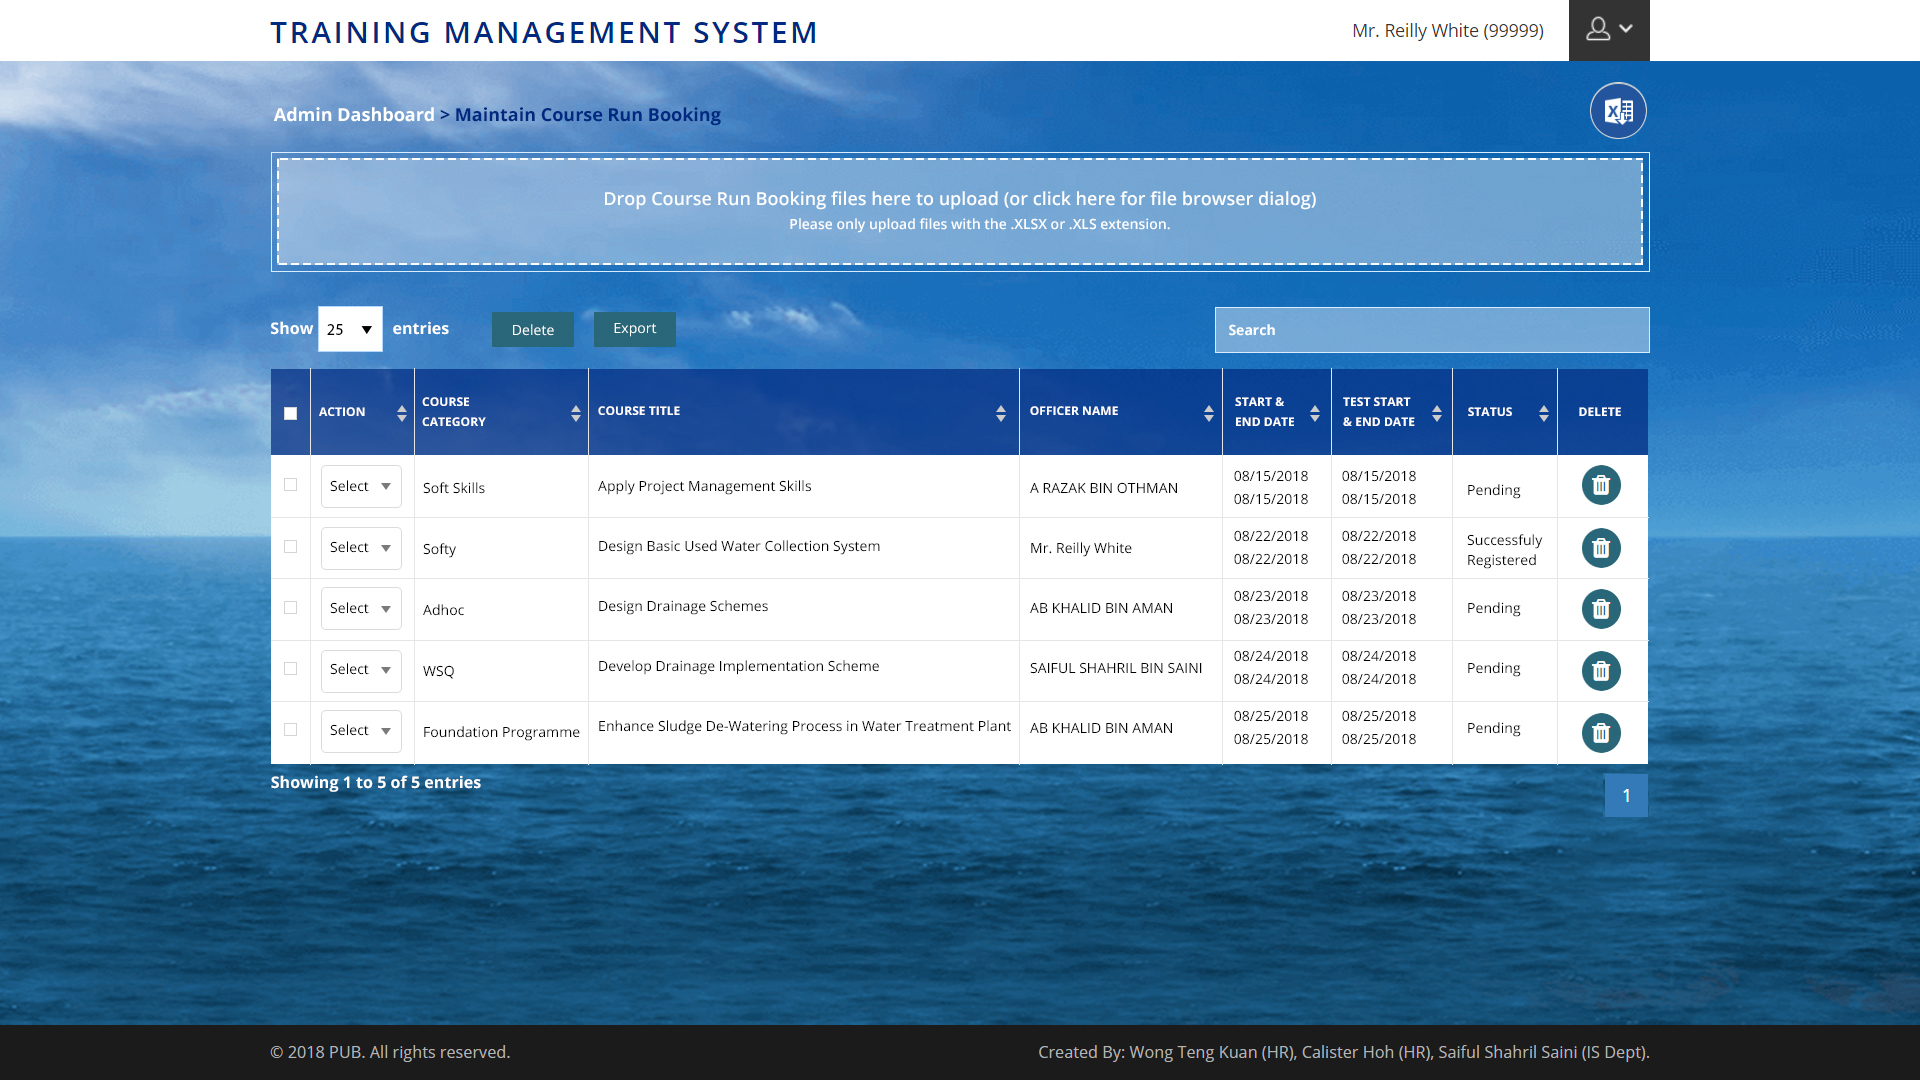 TRAINING MANAGEMENT SYSTEM
Mr. Reilly White (99999)
Admin Dashboard > Maintain Course Run Booking
Drop Course Run Booking files here to upload (or click here for file browser dialog)
Please only upload files with the .XLSX or .XLS extension.
Show 25 entries Delete Export Search
ACTION COURSE CATEGORY COURSE TITLE OFFICER NAME START & END DATE TEST START & END DATE STATUS DELETE
Select Soft Skills Apply Project Management Skills A RAZAK BIN OTHMAN 08/15/2018 08/15/2018 08/15/2018 08/15/2018 Pending
Select Softy Design Basic Used Water Collection System Mr. Reilly White 08/22/2018 08/22/2018 08/22/2018 08/22/2018 Successfuly Registered
Select Adhoc Design Drainage Schemes AB KHALID BIN AMAN 08/23/2018 08/23/2018 08/23/2018 08/23/2018 Pending
Select WSQ Develop Drainage Implementation Scheme SAIFUL SHAHRIL BIN SAINI 08/24/2018 08/24/2018 08/24/2018 08/24/2018 Pending
Select Foundation Programme Enhance Sludge De-Watering Process in Water Treatment Plant AB KHALID BIN AMAN 08/25/2018 08/25/2018 08/25/2018 08/25/2018 Pending
Showing 1 to 5 of 5 entries
1
© 2018 PUB. All rights reserved.
Created By: Wong Teng Kuan (HR), Calister Hoh (HR), Saiful Shahril Saini (IS Dept).